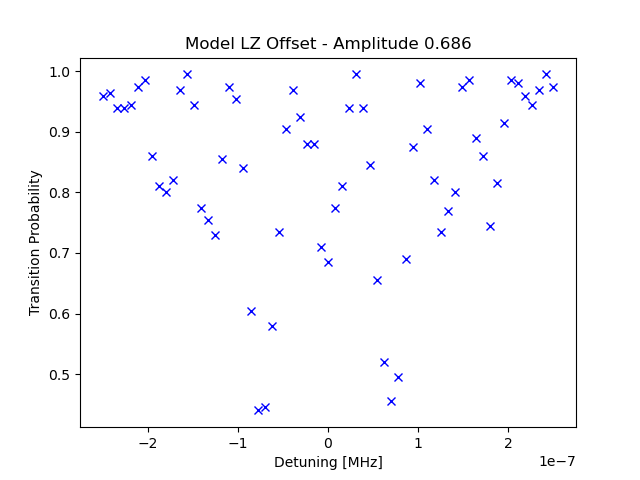 Model LZ Offset - Amplitude 0.686
1.0
0.9
0.8
0.7
0.6
0.5
Transition Probability
−2
−1
0
1
2
1e−7
Detuning [MHz]